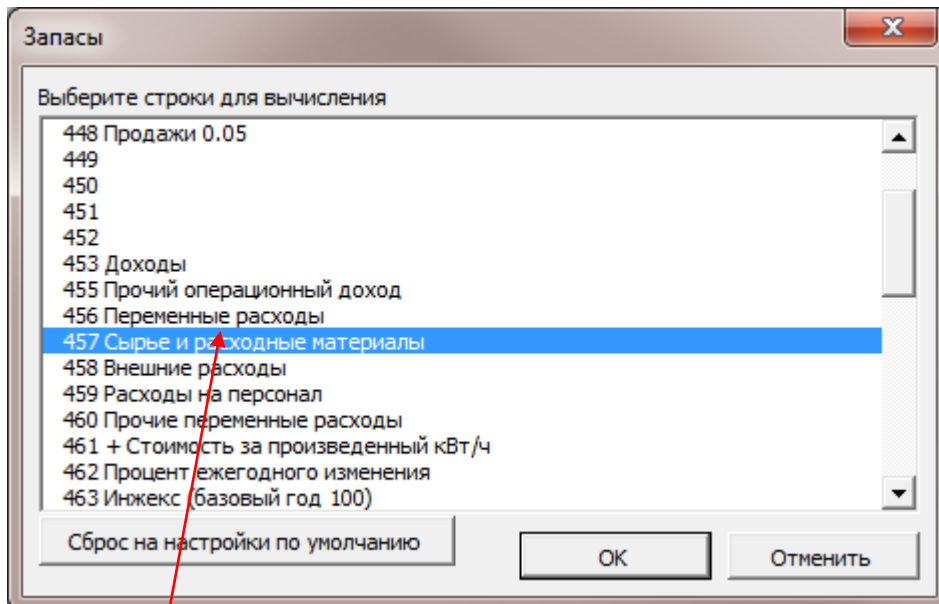 Запасы
Выберите строки для вычисления
448 Продажи 0.05
449
450
451
452
453 Доходы
455 Прочий операционный доход
456 Переменные расходы
457 Сырье и расходные материалы
458 Внешние расходы
459 Расходы на персонал
460 Прочие переменные расходы
461 + Стоимость за произведенный кВт/ч
462 Процент ежегодного изменения
463 Инжекс (базовый год 100)
Сброс на настройки по умолчанию
OK
Отменить